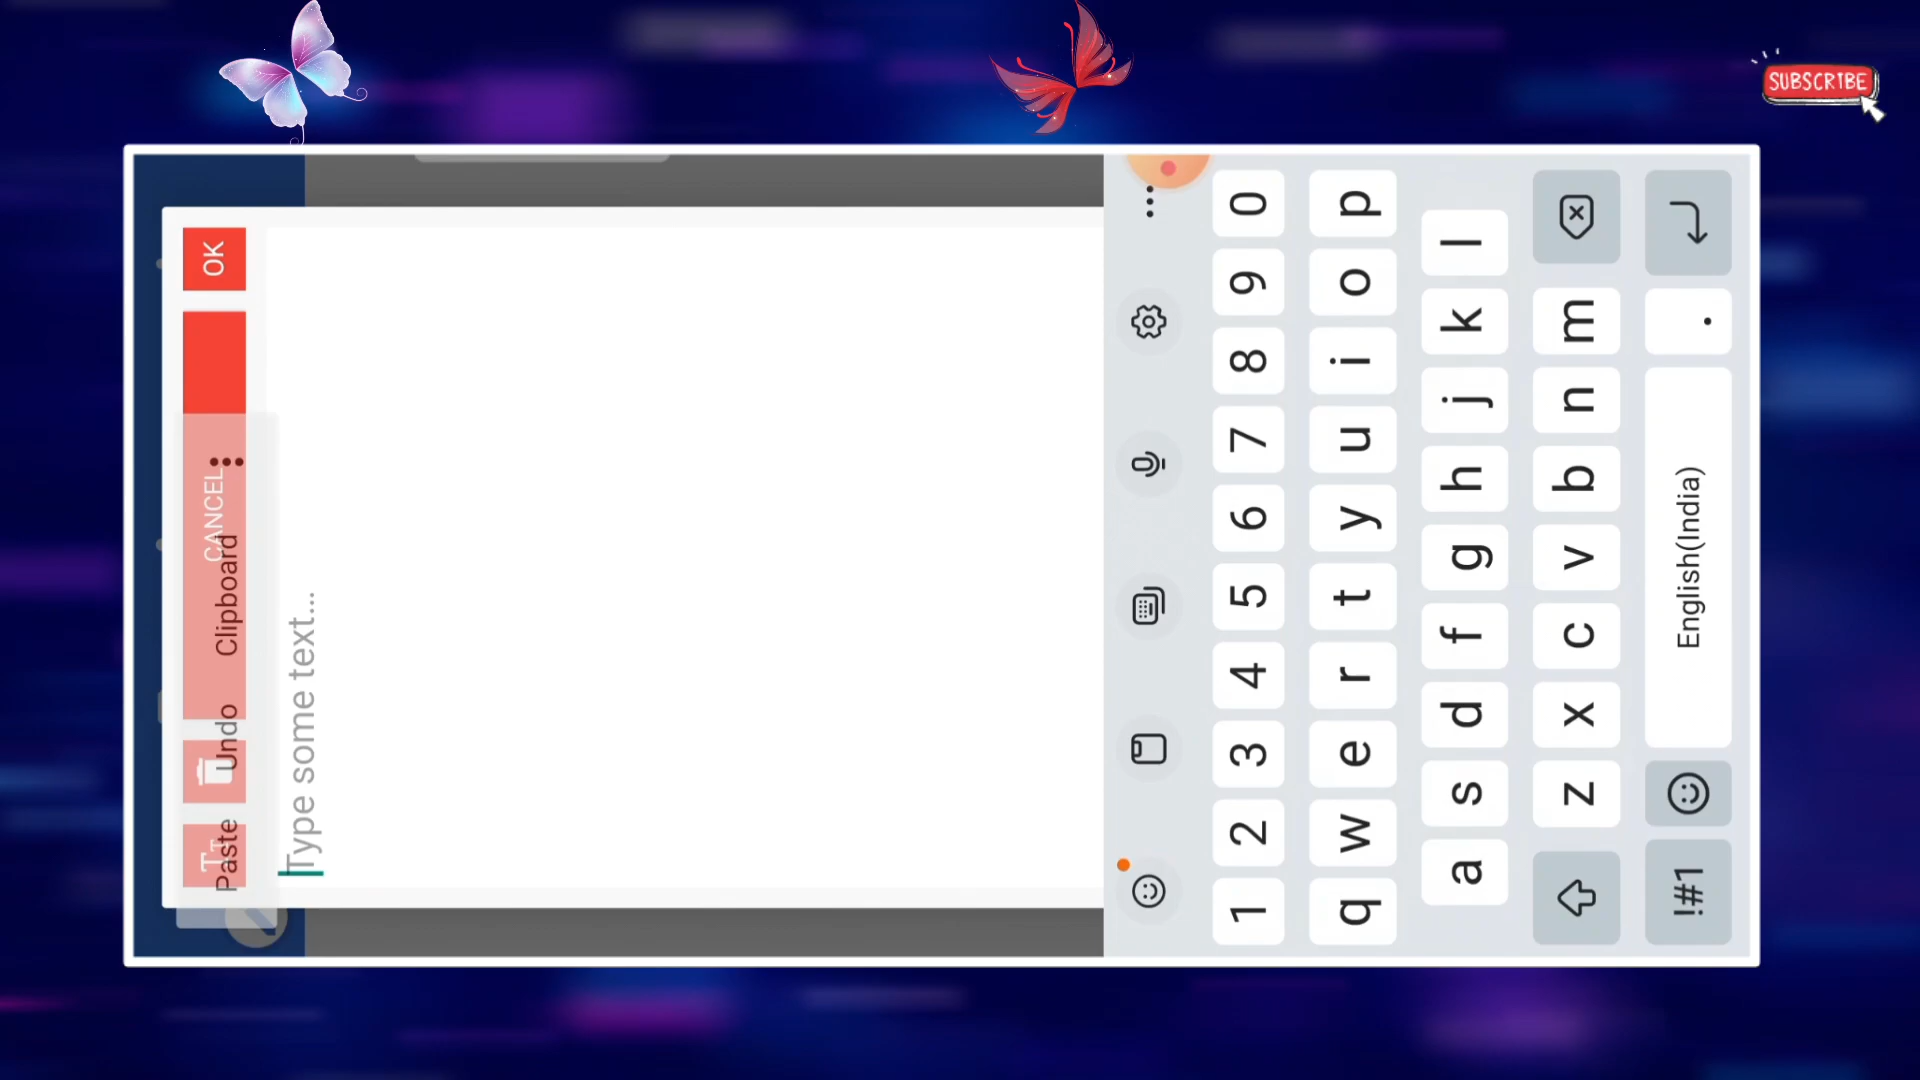 SUBSCRIBE
Paste Undo Clipboard
CANCEL OK
Type some text...
1 2 3 4 5 6 7 8 9 0
q w e r t y u i o p
a s d f g h j k l
z x c v b n m
!#1 English(India) .